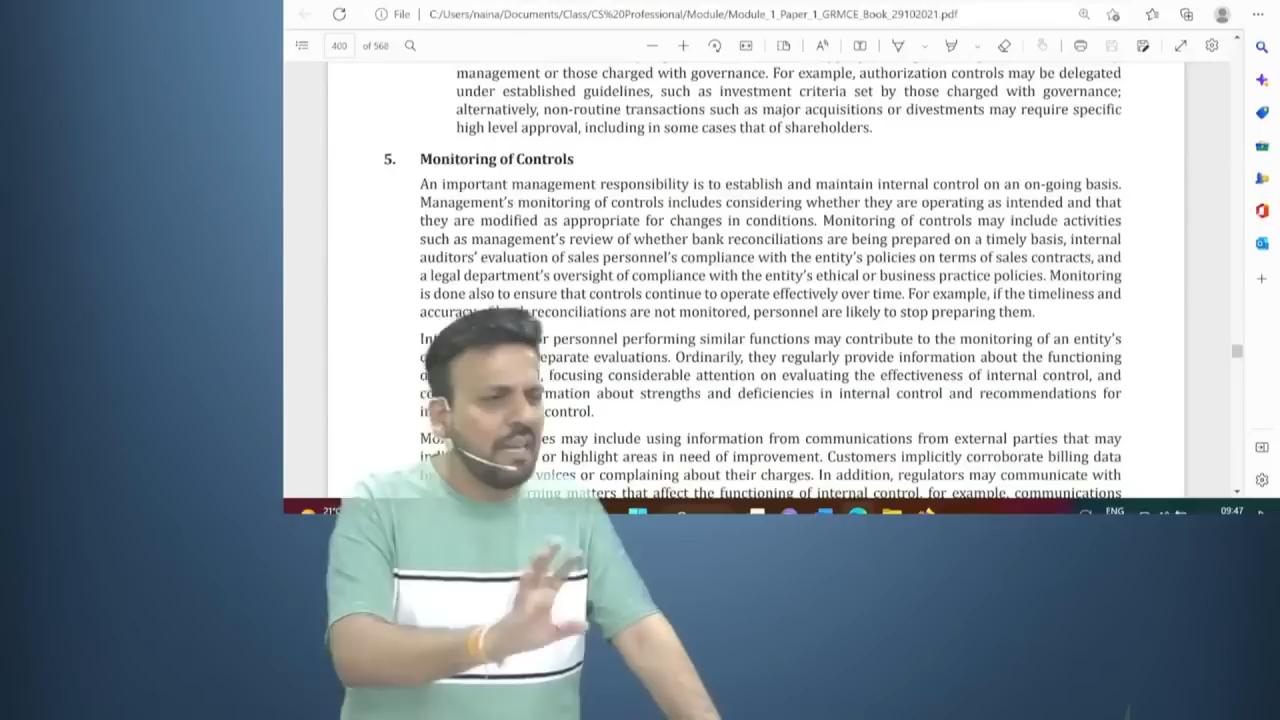 File C:/Users/naina/Documents/Class/CS%20Professional/Module/Module_1_Paper_1_GRMCE_Book_29102021.pdf
400 of 568
management or those charged with governance. For example, authorization controls may be delegated
under established guidelines, such as investment criteria set by those charged with governance;
alternatively, non-routine transactions such as major acquisitions or divestments may require specific
high level approval, including in some cases that of shareholders.
5. Monitoring of Controls
An important management responsibility is to establish and maintain internal control on an on-going basis.
Management's monitoring of controls includes considering whether they are operating as intended and that
they are modified as appropriate for changes in conditions. Monitoring of controls may include activities
such as management's review of whether bank reconciliations are being prepared on a timely basis, internal
auditors' evaluation of sales personnel's compliance with the entity's policies on terms of sales contracts, and
a legal department's oversight of compliance with the entity's ethical or business practice policies. Monitoring
is done also to ensure that controls continue to operate effectively over time. For example, if the timeliness and
reconciliations are not monitored, personnel are likely to stop preparing them.
personnel performing similar functions may contribute to the monitoring of an entity's
evaluations. Ordinarily, they regularly provide information about the functioning
, focusing considerable attention on evaluating the effectiveness of internal control, and
about strengths and deficiencies in internal control and recommendations for
control.
may include using information from communications from external parties that may
or highlight areas in need of improvement. Customers implicitly corroborate billing data
or complaining about their charges. In addition, regulators may communicate with
matters that affect the functioning of internal control, for example, communications
ENG
09:47